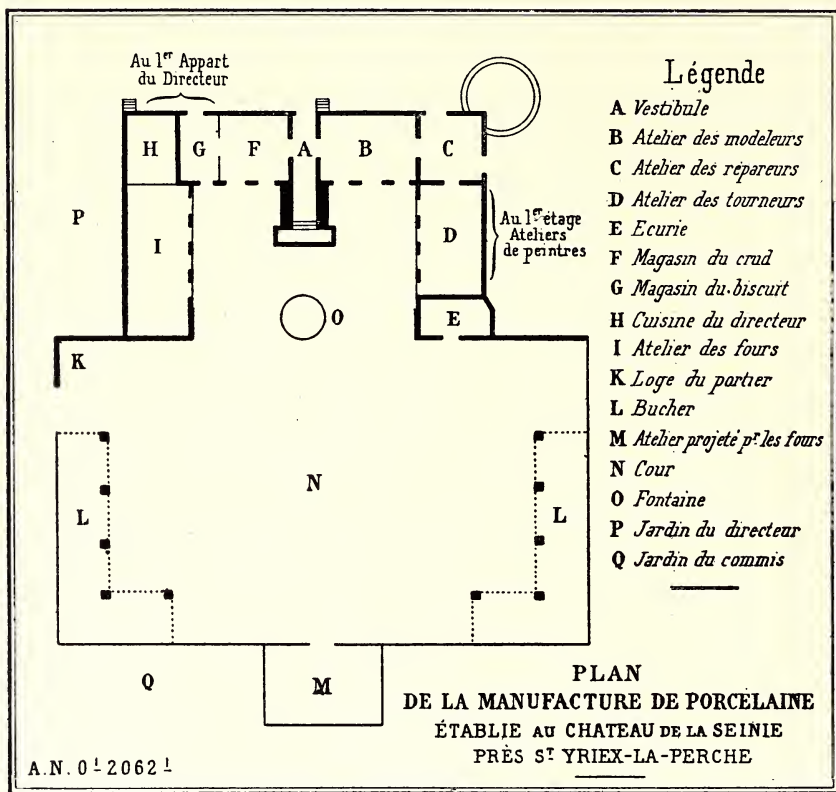 Au 1er Appart
du Directeur
H
G
F
A
B
C
P
I
D
Au 1er étage
Ateliers
de peintres
O
E
K
N
L
L
Q
M
Légende
A Vestibule
B Atelier des modeleurs
C Atelier des répareurs
D Atelier des tourneurs
E Ecurie
F Magasin du crud
G Magasin du biscuit
H Cuisine du directeur
I Atelier des fours
K Loge du portier
L Bucher
M Atelier projeté pr. les fours
N Cour
O Fontaine
P Jardin du directeur
Q Jardin du commis
PLAN
DE LA MANUFACTURE DE PORCELAINE
ÉTABLIE AU CHATEAU DE LA SEINIE
PRÈS ST YRIEX-LA-PERCHE
A.N. O1 2062 1